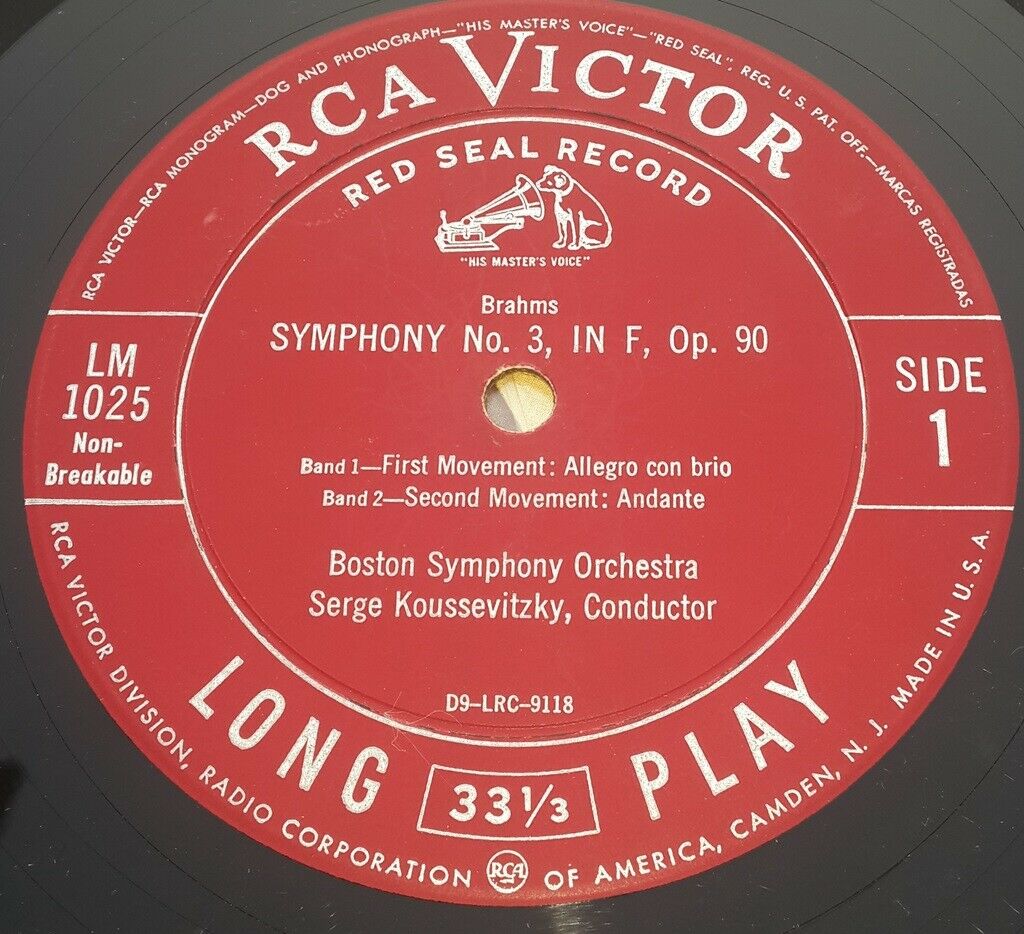 RCA VICTOR—RCA MONOGRAM—DOG AND PHONOGRAPH—"HIS MASTER'S VOICE"—"RED SEAL", REG. U. S. PAT. OFF.—MARCAS REGISTRADAS
RCA VICTOR
RED SEAL RECORD
"HIS MASTER'S VOICE"
Brahms
SYMPHONY No. 3, IN F, Op. 90
LM
1025
Non-
Breakable
SIDE
1
Band 1—First Movement: Allegro con brio
Band 2—Second Movement: Andante
Boston Symphony Orchestra
Serge Koussevitzky, Conductor
D9-LRC-9118
LONG 33 1/3 PLAY
RCA VICTOR DIVISION, RADIO CORPORATION RCA OF AMERICA, CAMDEN, N. J. MADE IN U. S. A.